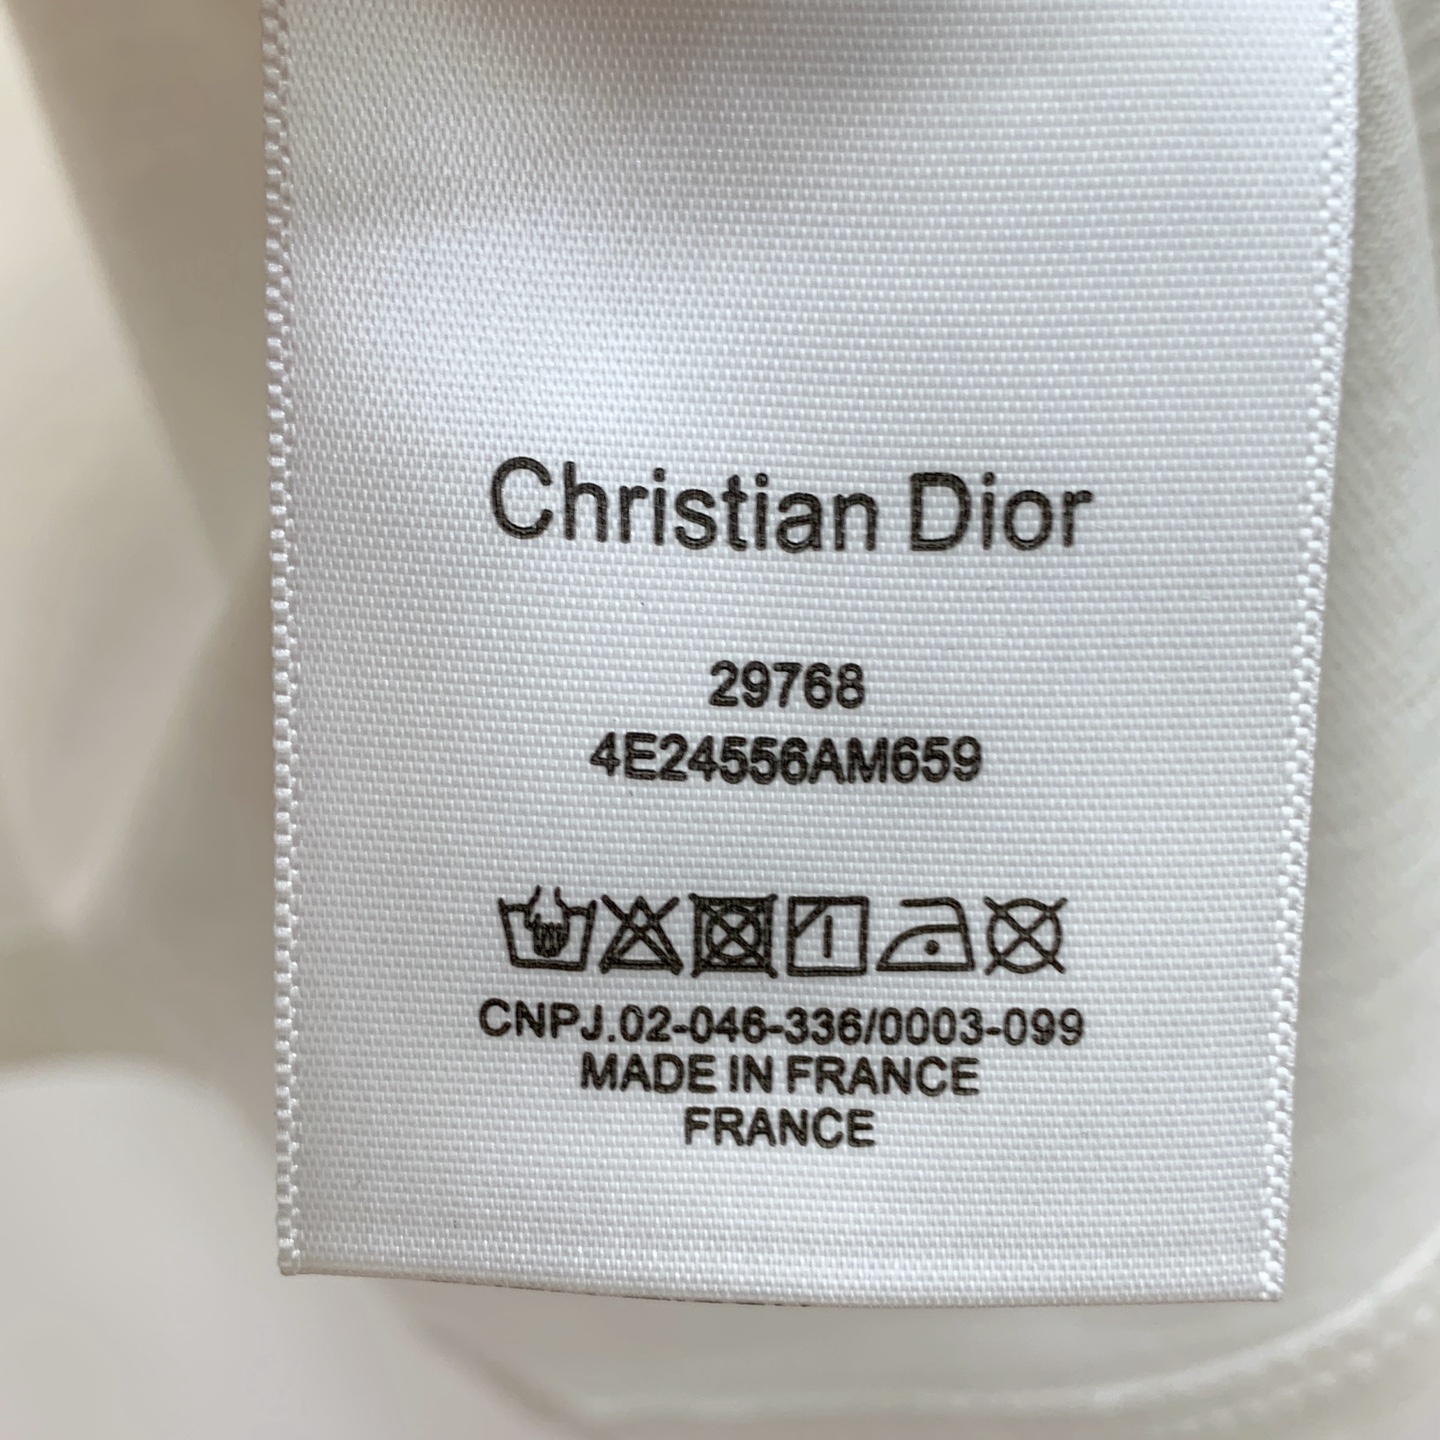 Christian Dior
29768
4E24556AM659
CNPJ.02-046-336/0003-099
MADE IN FRANCE
FRANCE